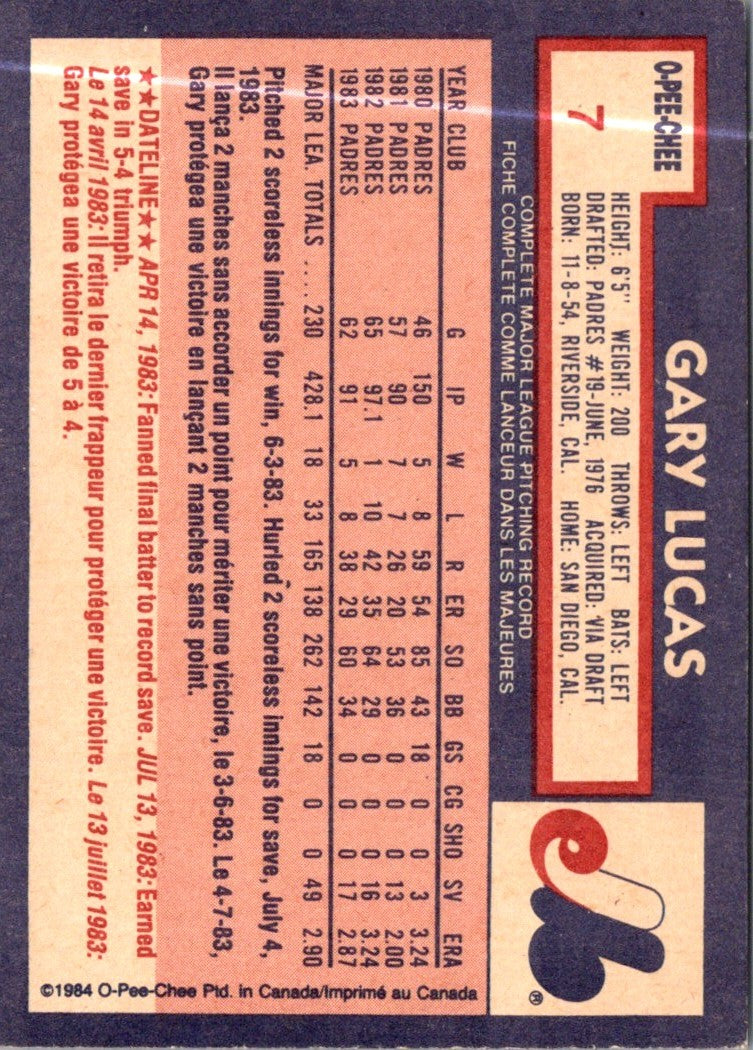 O-PEE-CHEE
7
GARY LUCAS
HEIGHT: 6'5" WEIGHT: 200 THROWS: LEFT BATS: LEFT
DRAFTED: PADRES #19-JUNE, 1976 ACQUIRED: VIA DRAFT
BORN: 11-8-54, RIVERSIDE, CAL. HOME: SAN DIEGO, CAL.
COMPLETE MAJOR LEAGUE PITCHING RECORD
FICHE COMPLETE COMME LANCEUR DANS LES MAJEURES
YEAR CLUB G IP W L R ER SO BB GS CG SHO SV ERA
1980 PADRES 46 150 5 8 59 54 85 43 18 0 0 3 3.24
1981 PADRES 57 90 7 7 26 20 53 36 0 0 0 13 2.00
1982 PADRES 65 97.1 1 10 42 35 64 29 0 0 0 16 3.24
1983 PADRES 62 91 5 8 38 29 60 34 0 0 0 17 2.87
MAJOR LEA. TOTALS .... 230 428.1 18 33 165 138 262 142 18 0 0 49 2.90
Pitched 2 scoreless innings for win, 6-3-83. Hurled 2 scoreless innings for save, July 4,
1983.
Il lança 2 manches sans accorder un point pour mériter une victoire, le 3-6-83. Le 4-7-83,
Gary protégea une victoire en lançant 2 manches sans point.
★★DATELINE★★ APR 14, 1983: Fanned final batter to record save. JUL 13, 1983: Earned
save in 5-4 triumph.
Le 14 avril 1983: Il retira le dernier frappeur pour protéger une victoire. Le 13 juillet 1983:
Gary protégea une victoire de 5 à 4.
©1984 O-Pee-Chee Ptd. in Canada/Imprimé au Canada
®